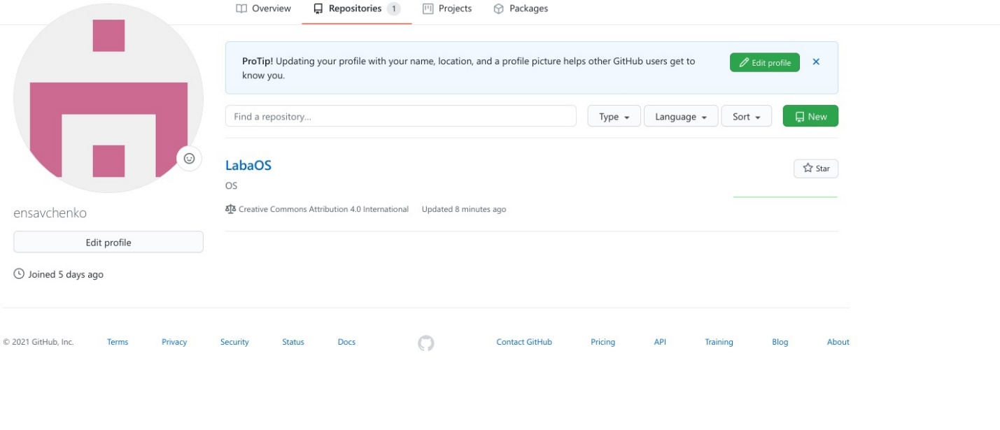 Overview Repositories 1 Projects Packages
ProTip! Updating your profile with your name, location, and a profile picture helps other GitHub users get to
know you.
Edit profile
Find a repository...
Type Language Sort New
LabaOS
Star
OS
Creative Commons Attribution 4.0 International Updated 8 minutes ago
ensavchenko
Edit profile
Joined 5 days ago
© 2021 GitHub, Inc. Terms Privacy Security Status Docs Contact GitHub Pricing API Training Blog About